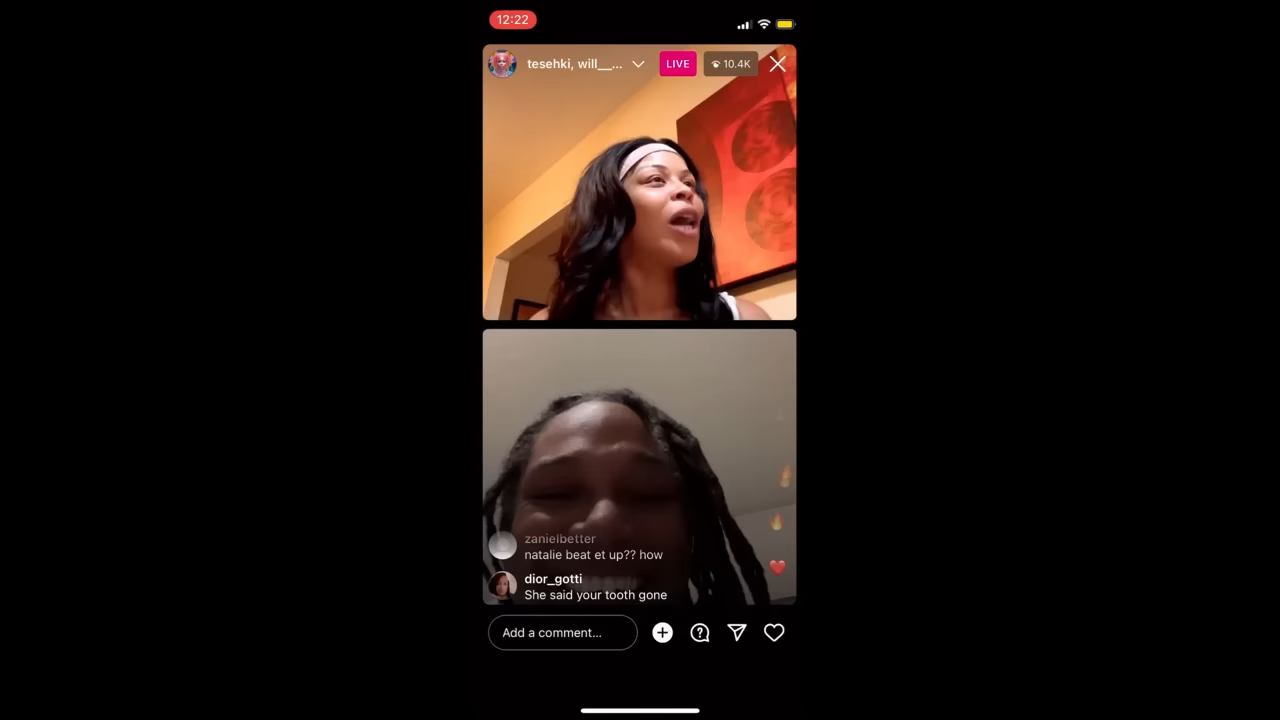 12:22
tesehki, will__...
LIVE
10.4K
zanielbetter
natalie beat et up?? how
dior_gotti
She said your tooth gone
Add a comment...